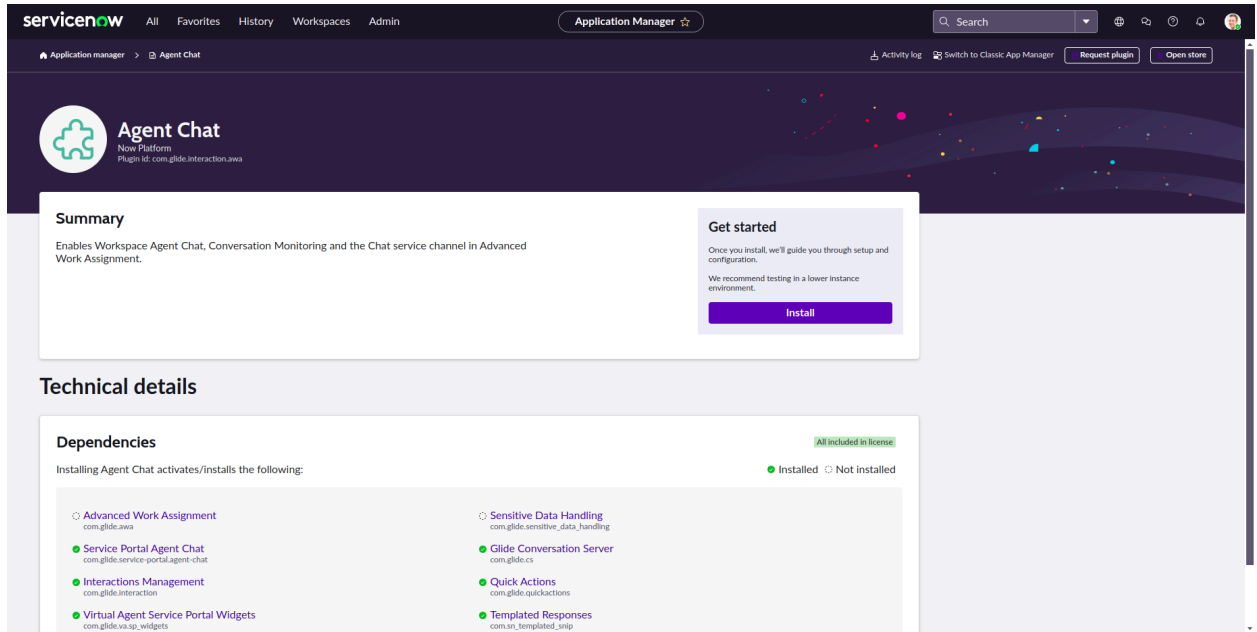 servicenow All Favorites History Workspaces Admin Application Manager Search
Application manager > Agent Chat Activity log Switch to Classic App Manager Request plugin Open store
Agent Chat
Now Platform
Plugin id: com.glide.interaction.awa
Summary
Enables Workspace Agent Chat, Conversation Monitoring and the Chat service channel in Advanced
Work Assignment.
Get started
Once you install, we'll guide you through setup and
configuration.
We recommend testing in a lower instance
environment.
Install
Technical details
Dependencies All included in license
Installing Agent Chat activates/installs the following: Installed Not installed
Advanced Work Assignment
com.glide.awa
Sensitive Data Handling
com.glide.sensitive_data_handling
Service Portal Agent Chat
com.glide.service-portal.agent-chat
Glide Conversation Server
com.glide.cs
Interactions Management
com.glide.interaction
Quick Actions
com.glide.quickactions
Virtual Agent Service Portal Widgets
com.glide.va.sp_widgets
Templated Responses
com.sn_templated_snip